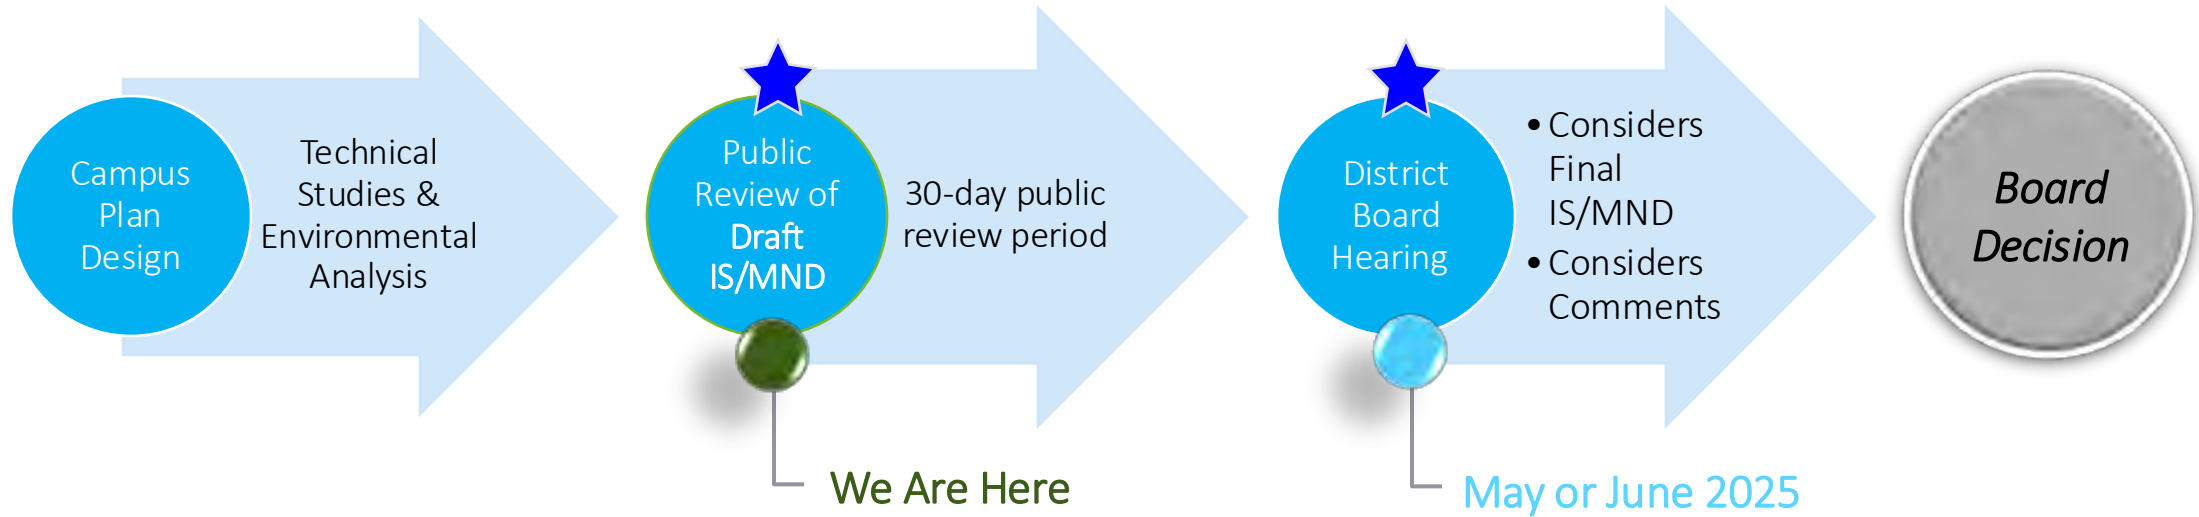 Campus
Plan
Design
Technical
Studies &
Environmental
Analysis
Public
Review of
Draft
IS/MND
30-day public
review period
We Are Here
District
Board
Hearing
• Considers
Final
IS/MND
• Considers
Comments
May or June 2025
Board
Decision